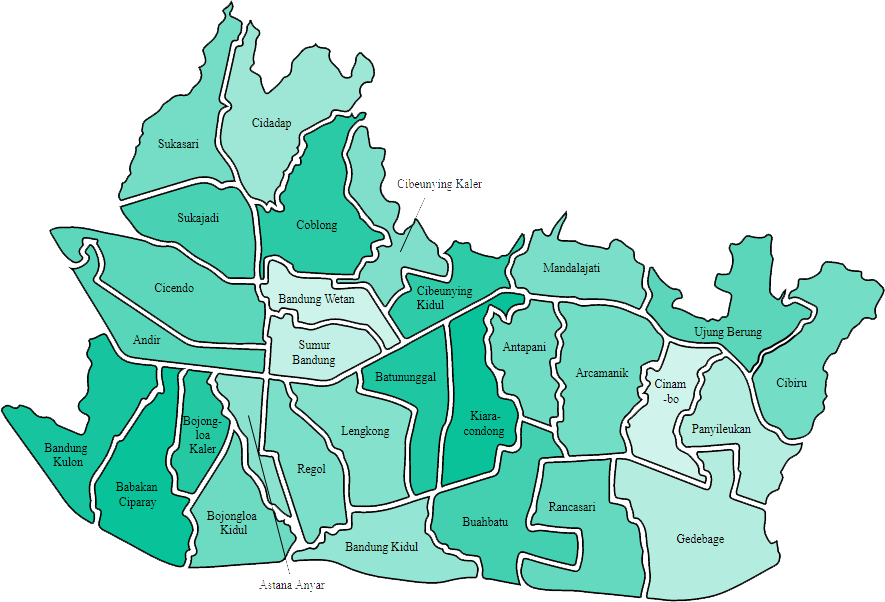 Cidadap
Sukasari
Cibeunying Kaler
Sukajadi
Coblong
Mandalajati
Cicendo
Cibeunying
Kidul
Bandung Wetan
Ujung Berung
Andir
Sumur
Bandung
Antapani
Batununggal
Arcamanik
Cinam
-bo
Cibiru
Kiara-
condong
Bojong-
loa
Kaler
Lengkong
Panyileukan
Bandung
Kulon
Regol
Babakan
Ciparay
Rancasari
Bojongloa
Kidul
Buahbatu
Gedebage
Bandung Kidul
Astana Anyar